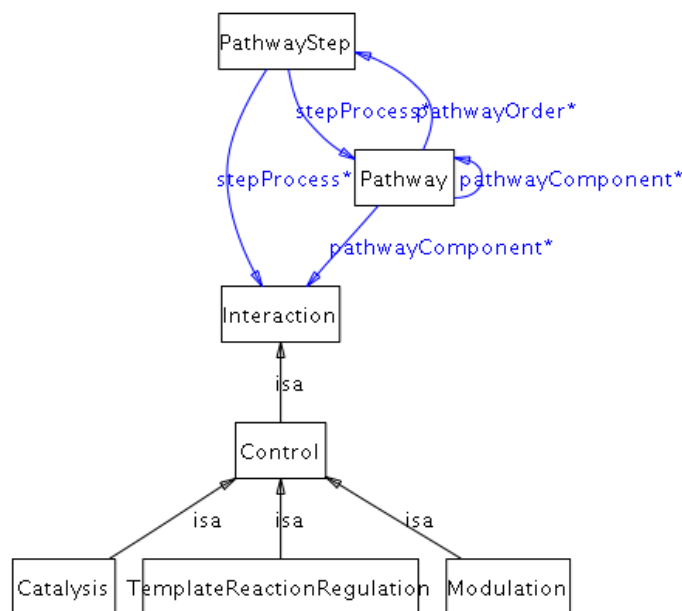 PathwayStep
stepProcess*
pathwayOrder*
stepProcess*
Pathway
pathwayComponent*
pathwayComponent*
Interaction
isa
Control
isa
isa
isa
Catalysis
TemplateReactionRegulation
Modulation